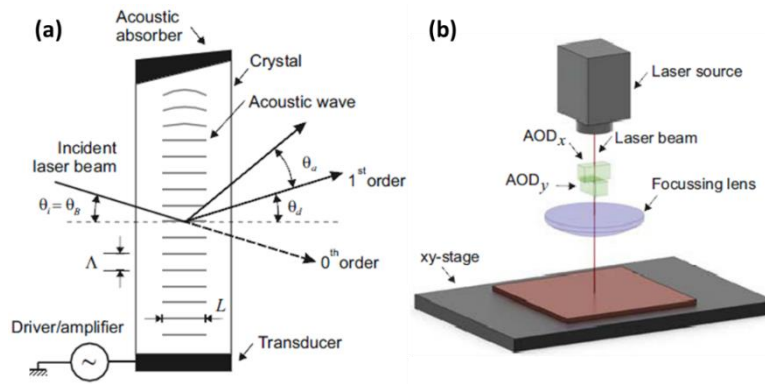 (a)
Acoustic
absorber
Crystal
Acoustic wave
Incident
laser beam
θi = θB
θa
1st order
θd
0th order
Λ
L
Driver/amplifier
~
Transducer
(b)
Laser source
AODx
Laser beam
AODy
Focussing lens
xy-stage